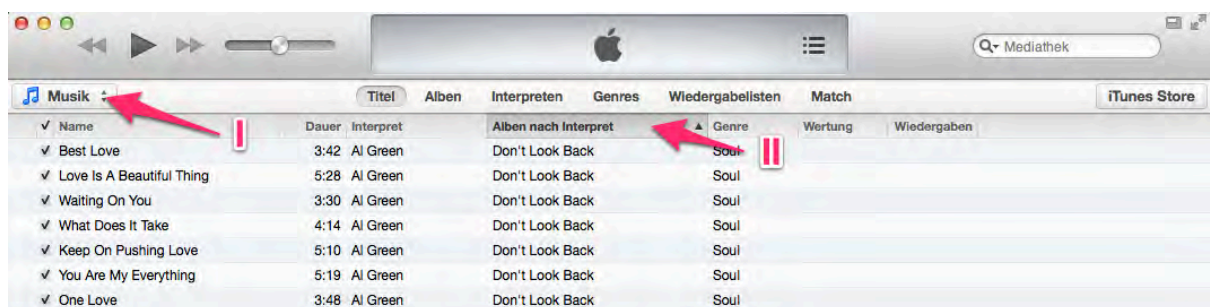 Mediathek
Musik Titel Alben Interpreten Genres Wiedergabelisten Match iTunes Store
I
✓ Name Dauer Interpret Alben nach Interpret ▲ Genre Wertung Wiedergaben
II
✓ Best Love 3:42 Al Green Don't Look Back Soul
✓ Love Is A Beautiful Thing 5:28 Al Green Don't Look Back Soul
✓ Waiting On You 3:30 Al Green Don't Look Back Soul
✓ What Does It Take 4:14 Al Green Don't Look Back Soul
✓ Keep On Pushing Love 5:10 Al Green Don't Look Back Soul
✓ You Are My Everything 5:19 Al Green Don't Look Back Soul
✓ One Love 3:48 Al Green Don't Look Back Soul